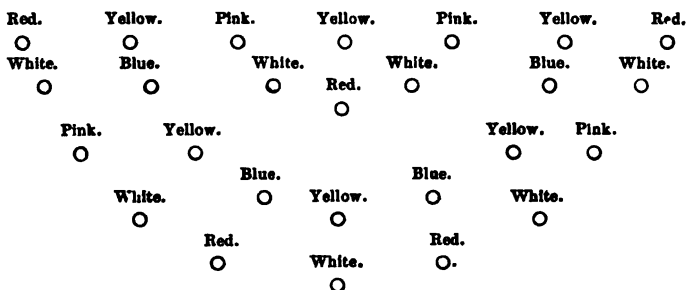 Red. Yellow. Pink. Yellow. Pink. Yellow. Red.
White. Blue. White. White. Blue. White.
Red.
Pink. Yellow. Yellow. Pink.
Blue. Blue.
White. Yellow. White.
Red. Red.
White.